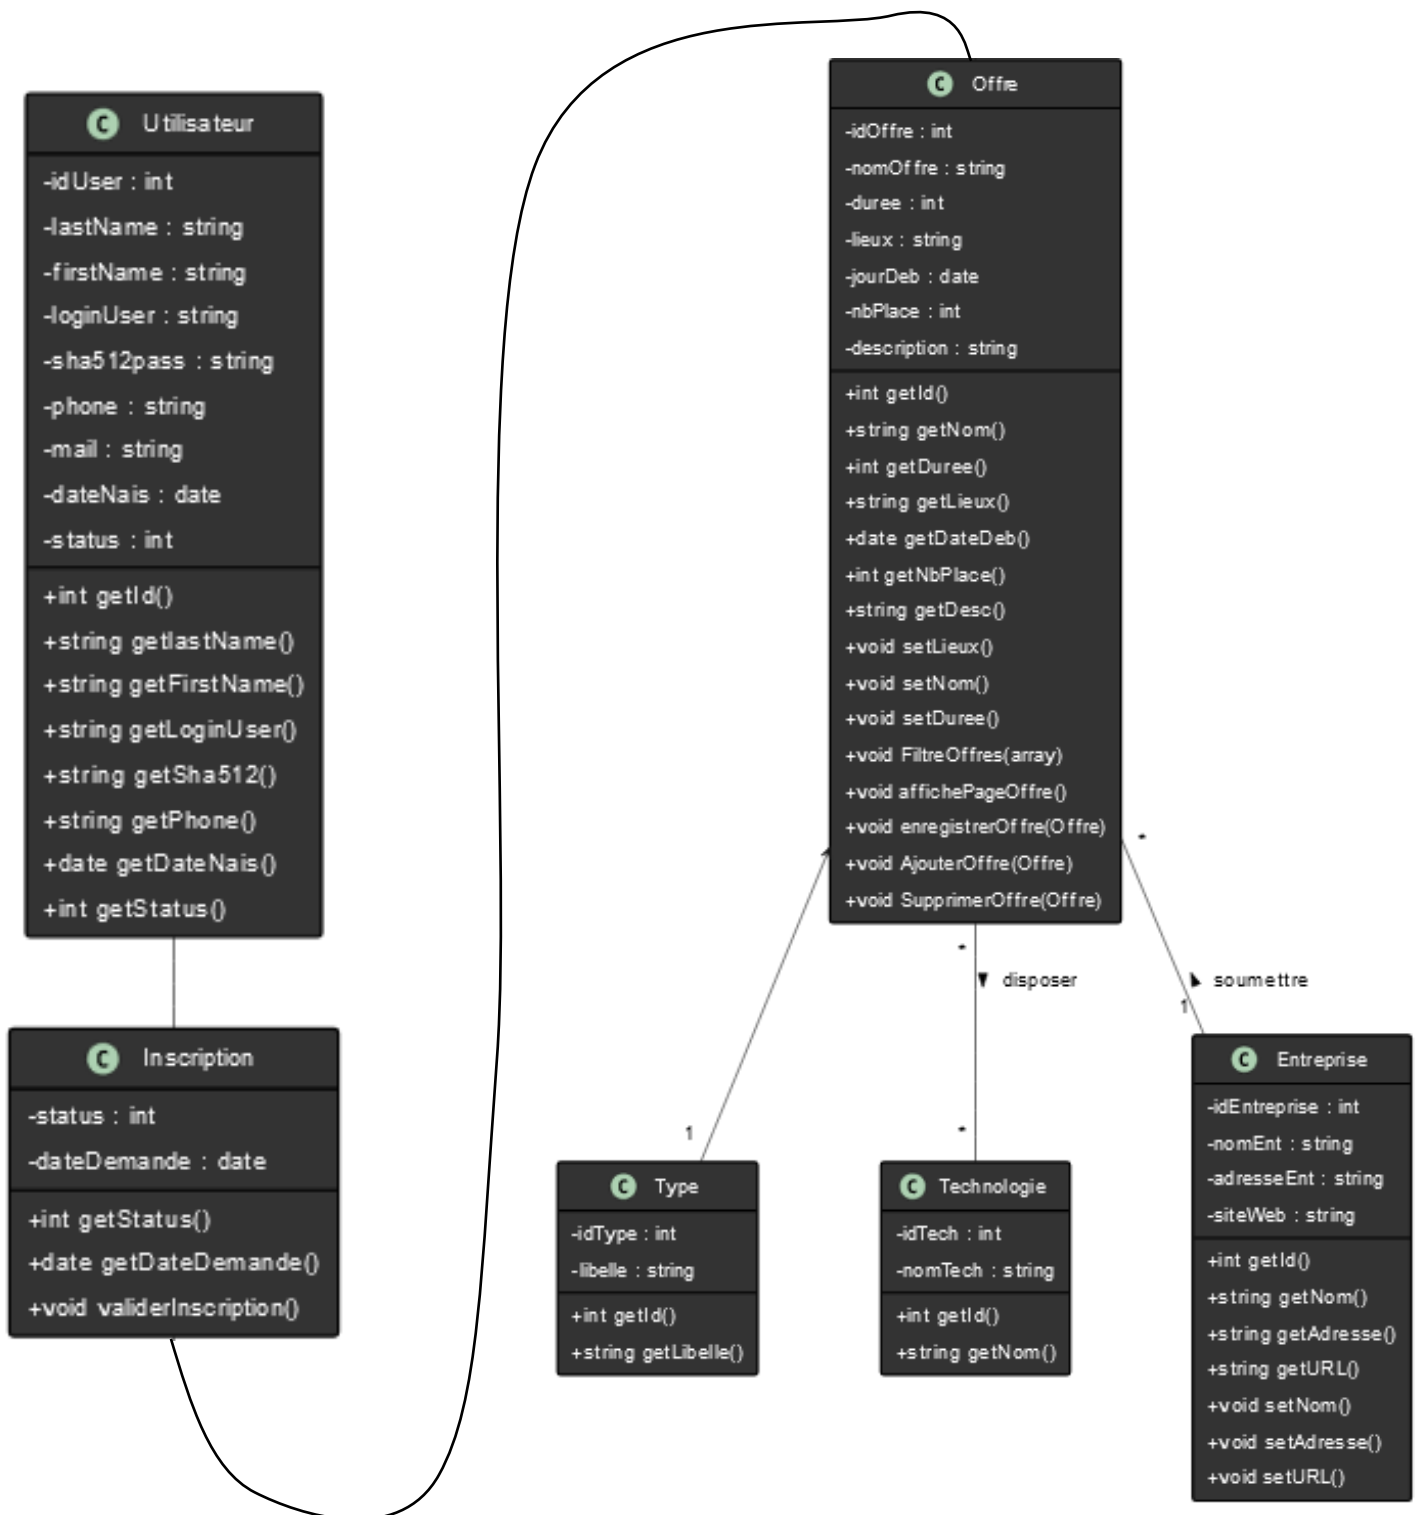 C Utilisateur
-idUser : int
-lastName : string
-firstName : string
-loginUser : string
-sha512pass : string
-phone : string
-mail : string
-dateNais : date
-status : int
+int getId()
+string getlastName()
+string getFirstName()
+string getLoginUser()
+string getSha512()
+string getPhone()
+date getDateNais()
+int getStatus()
C Inscription
-status : int
-dateDemande : date
+int getStatus()
+date getDateDemande()
+void validerInscription()
C Offre
-idOffre : int
-nomOffre : string
-duree : int
-lieux : string
-jourDeb : date
-nbPlace : int
-description : string
+int getId()
+string getNom()
+int getDuree()
+string getLieux()
+date getDateDeb()
+int getNbPlace()
+string getDesc()
+void setLieux()
+void setNom()
+void setDuree()
+void FiltreOffres(array)
+void affichePageOffre()
+void enregistrerOffre(Offre)
+void AjouterOffre(Offre)
+void SupprimerOffre(Offre)
*
*
disposer
soumettre
1
1
*
C Type
-idType : int
-libelle : string
+int getId()
+string getLibelle()
C Technologie
-idTech : int
-nomTech : string
+int getId()
+string getNom()
C Entreprise
-idEntreprise : int
-nomEnt : string
-adresseEnt : string
-siteWeb : string
+int getId()
+string getNom()
+string getAdresse()
+string getURL()
+void setNom()
+void setAdresse()
+void setURL()